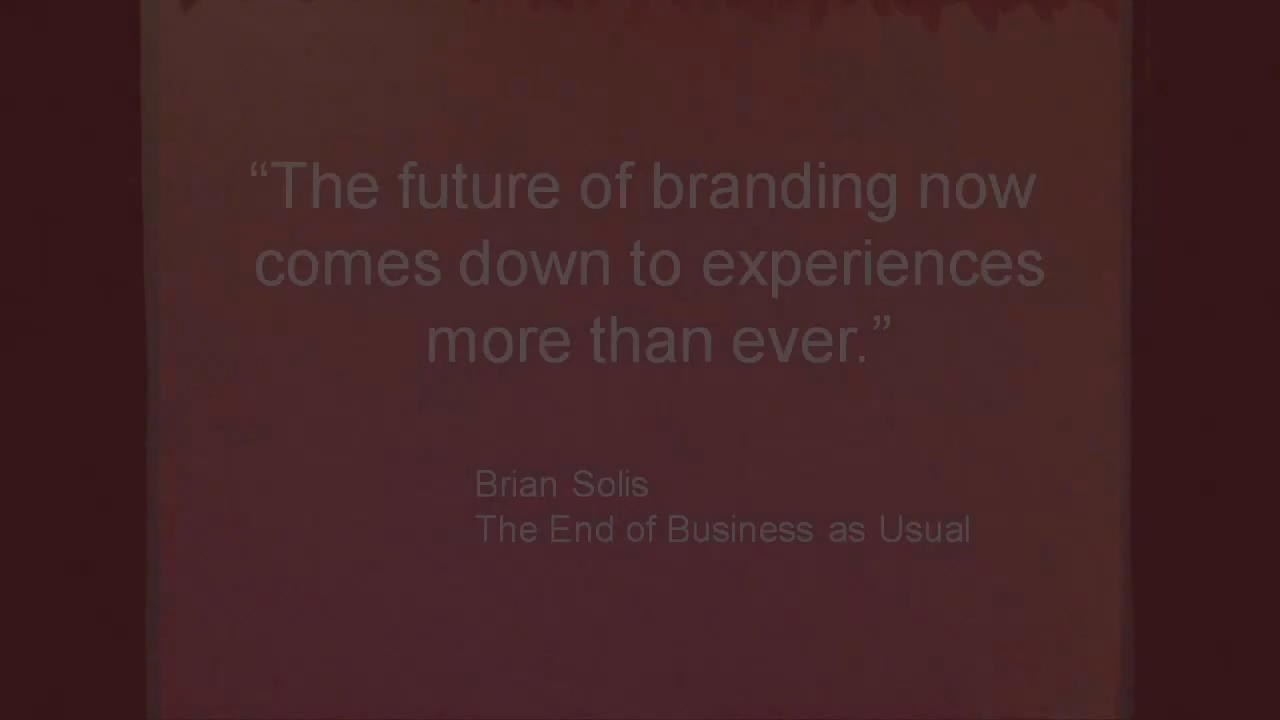 “The future of branding now
comes down to experiences
more than ever.”
Brian Solis
The End of Business as Usual